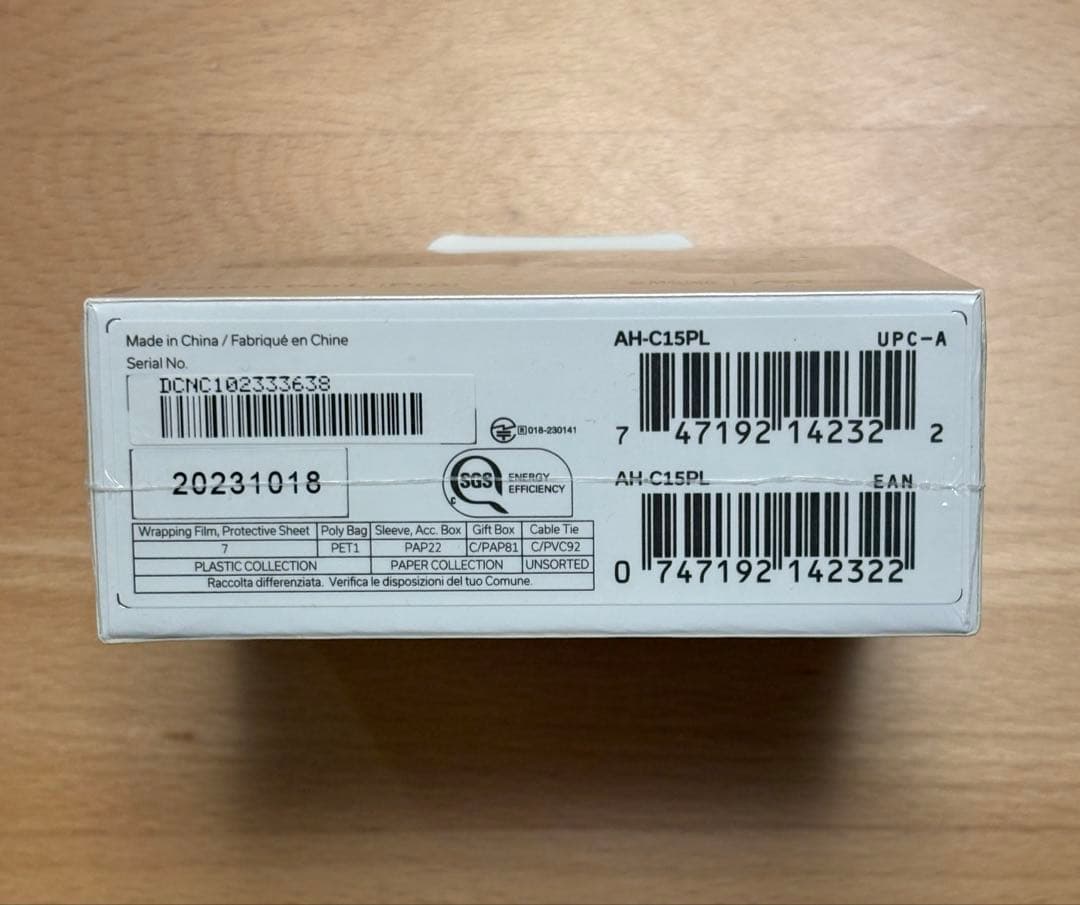 Made in China / Fabriqué en Chine
Serial No.
DCNC102333638
R 018-230141
20231018
SGS ENERGY EFFICIENCY
C
Wrapping Film, Protective Sheet Poly Bag Sleeve, Acc. Box Gift Box Cable Tie
7 PET1 PAP22 C/PAP81 C/PVC92
PLASTIC COLLECTION PAPER COLLECTION UNSORTED
Raccolta differenziata. Verifica le disposizioni del tuo Comune.
AH-C15PL UPC-A
7 47192 14232 2
AH-C15PL EAN
0 747192 142322